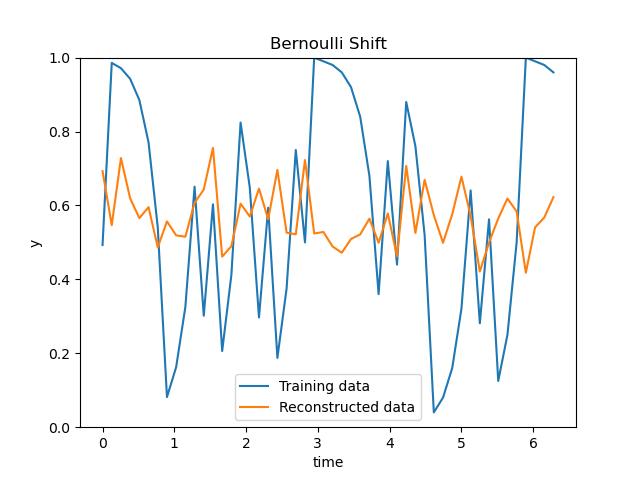 Bernoulli Shift
1.0
0.8
0.6
0.4
0.2
0.0
y
0 1 2 3 4 5 6
time
Training data
Reconstructed data